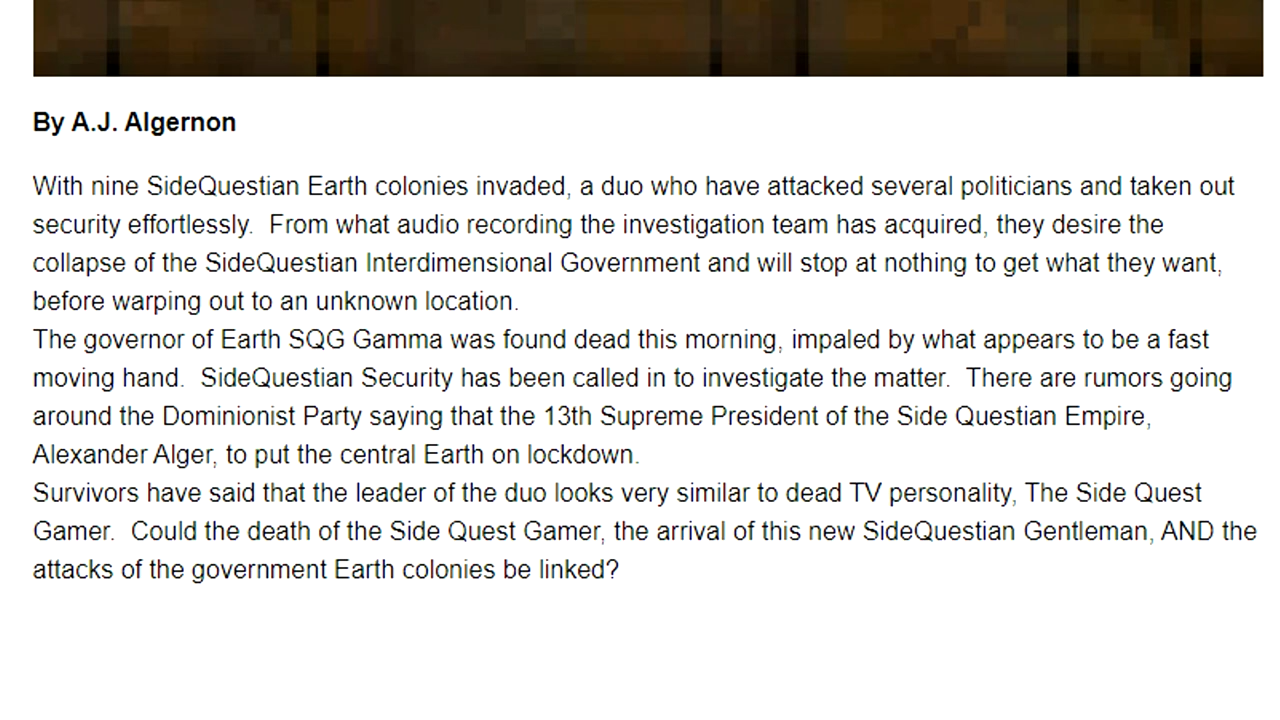 By A.J. Algernon
With nine SideQuestian Earth colonies invaded, a duo who have attacked several politicians and taken out
security effortlessly.  From what audio recording the investigation team has acquired, they desire the
collapse of the SideQuestian Interdimensional Government and will stop at nothing to get what they want,
before warping out to an unknown location.
The governor of Earth SQG Gamma was found dead this morning, impaled by what appears to be a fast
moving hand.  SideQuestian Security has been called in to investigate the matter.  There are rumors going
around the Dominionist Party saying that the 13th Supreme President of the Side Questian Empire,
Alexander Alger, to put the central Earth on lockdown.
Survivors have said that the leader of the duo looks very similar to dead TV personality, The Side Quest
Gamer.  Could the death of the Side Quest Gamer, the arrival of this new SideQuestian Gentleman, AND the
attacks of the government Earth colonies be linked?